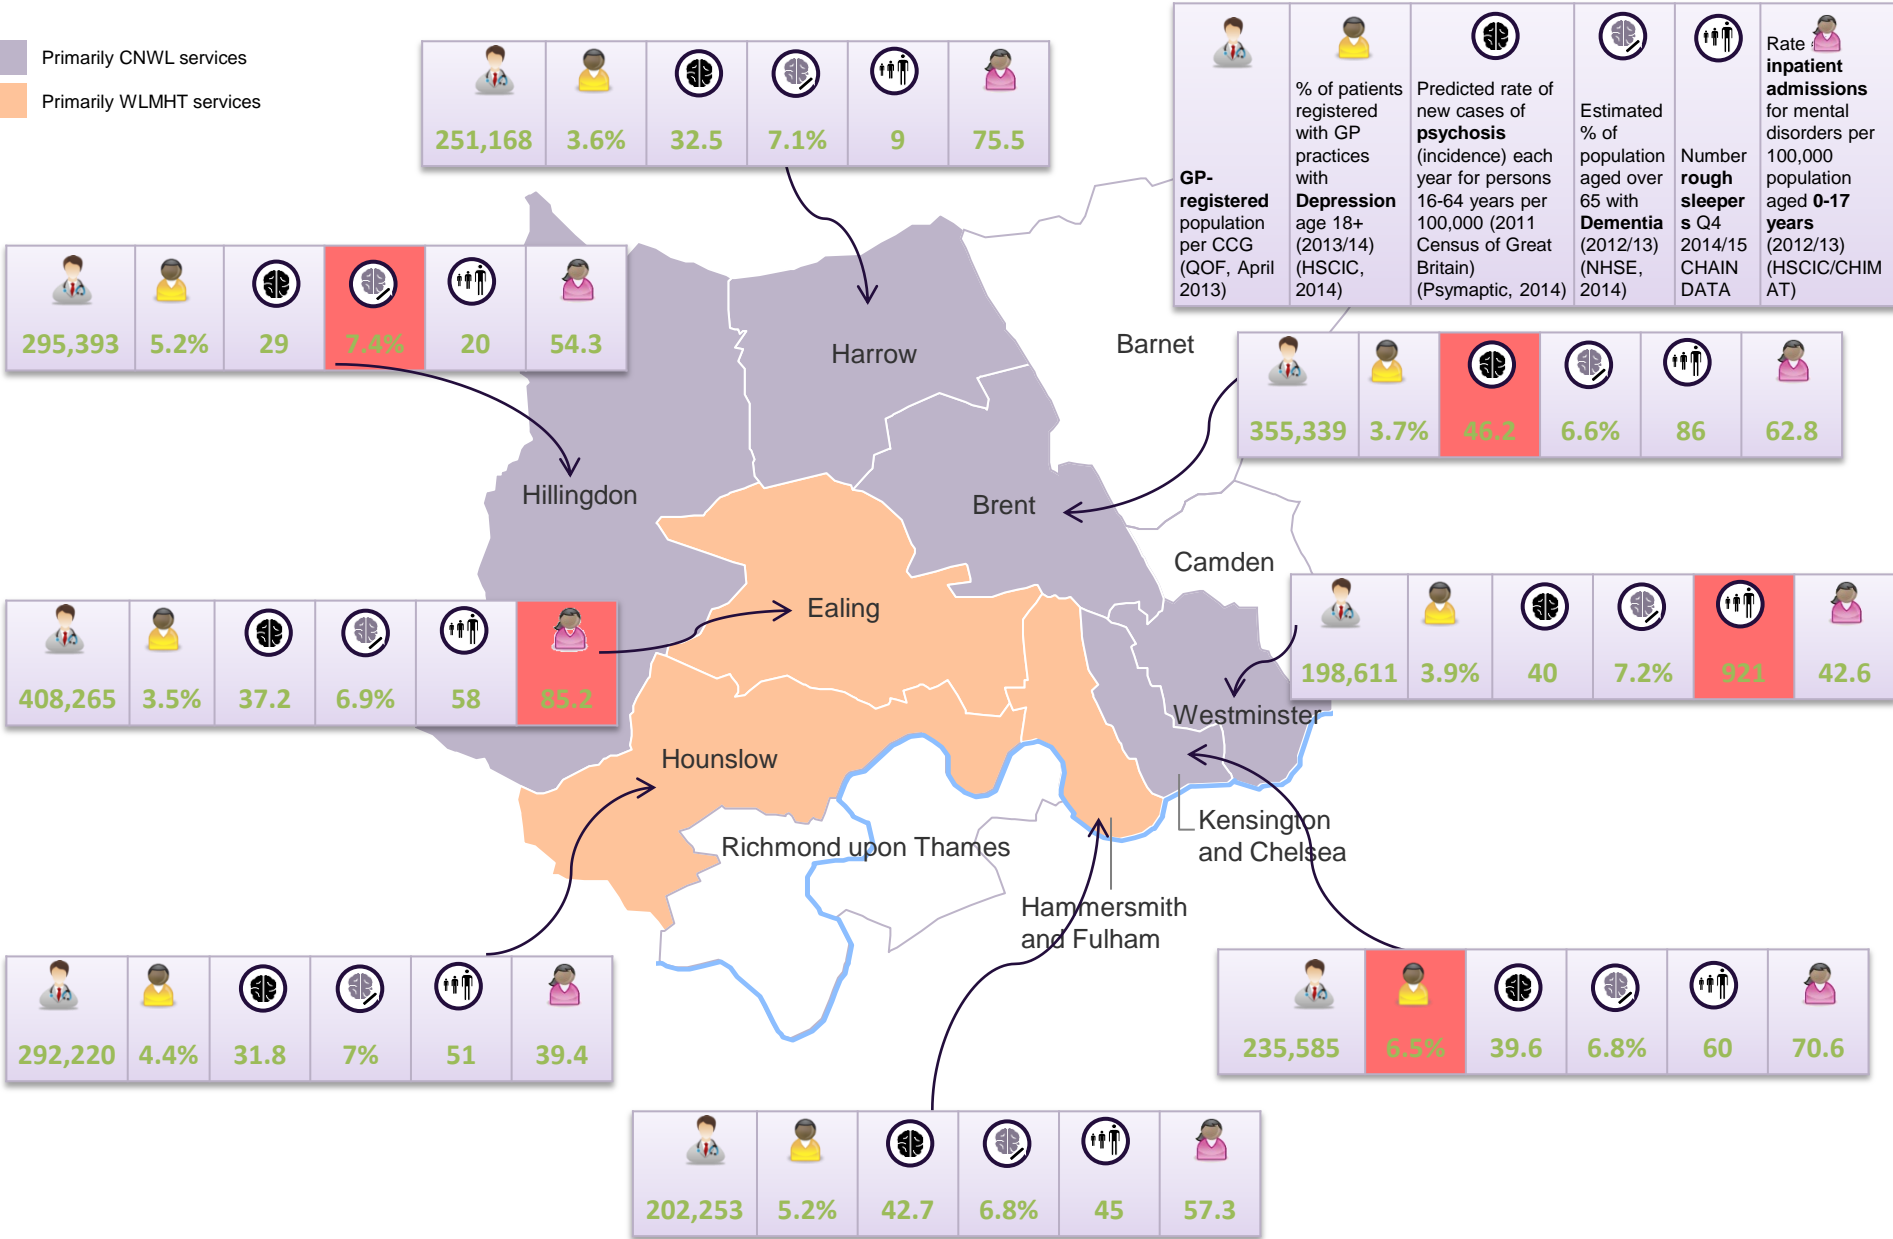 Primarily CNWL services
Primarily WLMHT services
251,168 3.6% 32.5 7.1% 9 75.5
GP-
registered
population
per CCG
(QOF, April
2013)
% of patients
registered
with GP
practices
with
Depression
age 18+
(2013/14)
(HSCIC,
2014)
Predicted rate of
new cases of
psychosis
(incidence) each
year for persons
16-64 years per
100,000 (2011
Census of Great
Britain)
(Psymaptic, 2014)
Estimated
% of
population
aged over
65 with
Dementia
(2012/13)
(NHSE,
2014)
Number
rough
sleeper
s Q4
2014/15
CHAIN
DATA
Rate
inpatient
admissions
for mental
disorders per
100,000
population
aged 0-17
years
(2012/13)
(HSCIC/CHIM
AT)
295,393 5.2% 29 7.4% 20 54.3
Harrow
Barnet
355,339 3.7% 46.2 6.6% 86 62.8
Hillingdon
Brent
Camden
Ealing
408,265 3.5% 37.2 6.9% 58 85.2
198,611 3.9% 40 7.2% 921 42.6
Westminster
Hounslow
Kensington
and Chelsea
Richmond upon Thames
Hammersmith
and Fulham
292,220 4.4% 31.8 7% 51 39.4
235,585 6.5% 39.6 6.8% 60 70.6
202,253 5.2% 42.7 6.8% 45 57.3